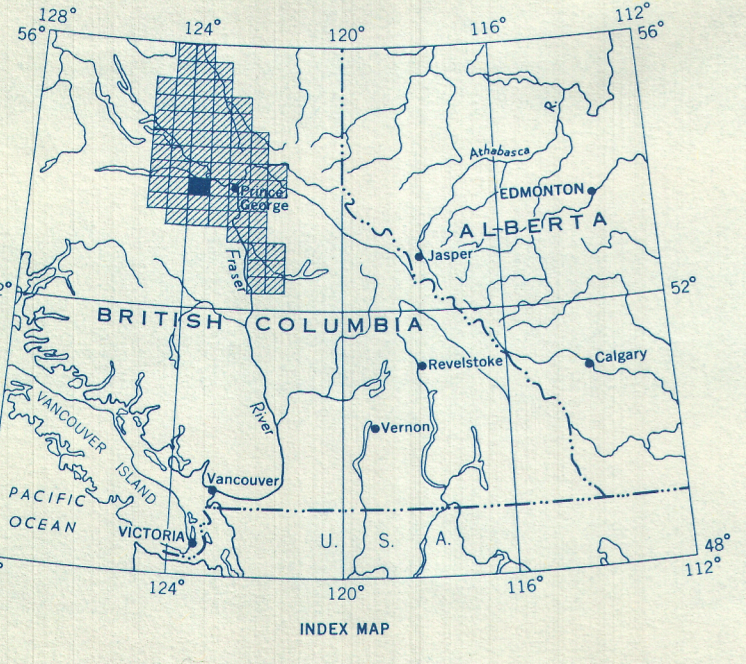 128°
124°
120°
116°
112°
56°
56°
R.
Athabasca
EDMONTON
Prince
George
ALBERTA
Jasper
Fraser
52°
BRITISH COLUMBIA
Revelstoke
Calgary
River
VANCOUVER ISLAND
Vernon
Vancouver
PACIFIC
OCEAN
VICTORIA
U. S. A.
48°
124°
120°
116°
112°
INDEX MAP